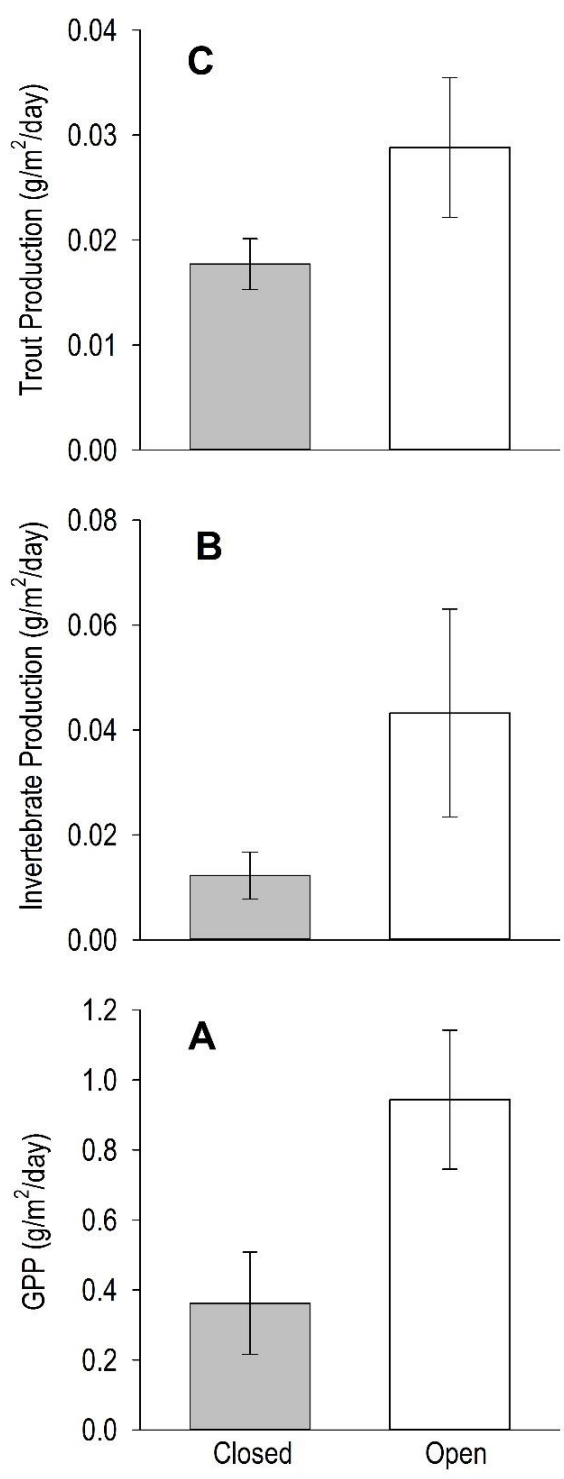 C
Trout Production (g/m²/day)
0.04
0.03
0.02
0.01
0.00
B
Invertebrate Production (g/m²/day)
0.08
0.06
0.04
0.02
0.00
A
GPP (g/m²/day)
1.2
1.0
0.8
0.6
0.4
0.2
0.0
Closed
Open